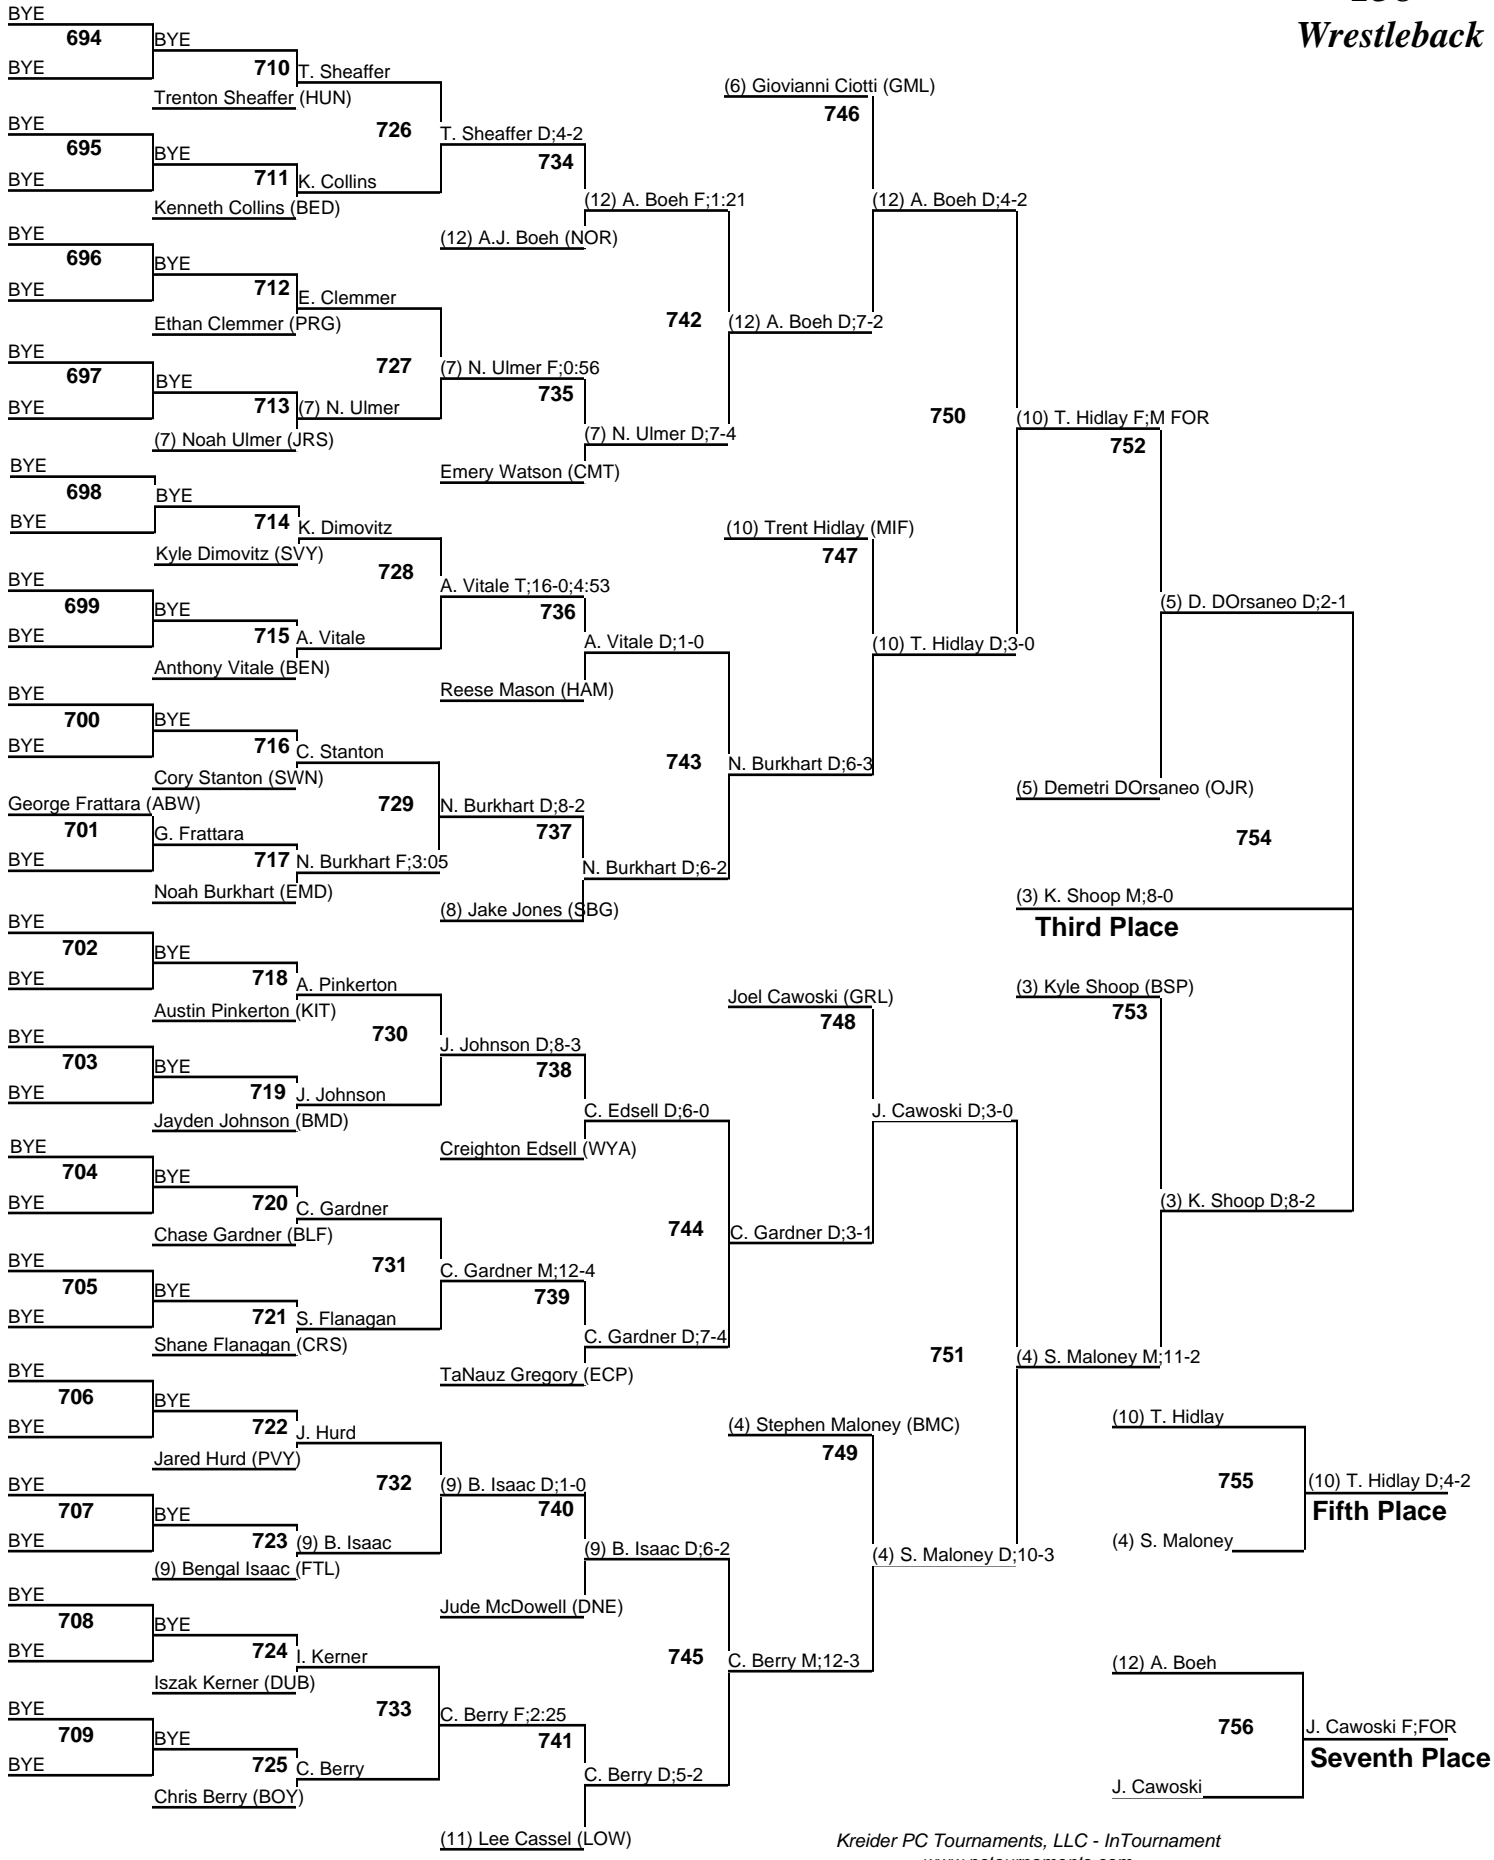 Wrestleback
BYE
694
BYE
BYE
710
T. Sheaffer
Trenton Sheaffer (HUN)
BYE
695
BYE
BYE
711
K. Collins
Kenneth Collins (BED)
726
T. Sheaffer D;4-2
734
(12) A. Boeh F;1:21
(12) A.J. Boeh (NOR)
BYE
696
BYE
BYE
712
E. Clemmer
Ethan Clemmer (PRG)
BYE
697
BYE
BYE
713
(7) N. Ulmer
(7) Noah Ulmer (JRS)
727
(7) N. Ulmer F;0:56
735
(7) N. Ulmer D;7-4
Emery Watson (CMT)
742
(12) A. Boeh D;7-2
(6) Giovianni Ciotti (GML)
746
(12) A. Boeh D;4-2
BYE
698
BYE
BYE
714
K. Dimovitz
Kyle Dimovitz (SVY)
BYE
699
BYE
BYE
715
A. Vitale
Anthony Vitale (BEN)
728
A. Vitale T;16-0;4:53
736
A. Vitale D;1-0
Reese Mason (HAM)
BYE
700
BYE
BYE
716
C. Stanton
Cory Stanton (SWN)
George Frattara (ABW)
701
BYE
G. Frattara
717
N. Burkhart F;3:05
Noah Burkhart (EMD)
729
N. Burkhart D;8-2
737
N. Burkhart D;6-2
(8) Jake Jones (SBG)
743
N. Burkhart D;6-3
(10) Trent Hidlay (MIF)
747
(10) T. Hidlay D;3-0
750
(10) T. Hidlay F;M FOR
752
(5) D. DOrsaneo D;2-1
(5) Demetri DOrsaneo (OJR)
754
(3) K. Shoop M;8-0
Third Place
BYE
702
BYE
BYE
718
A. Pinkerton
Austin Pinkerton (KIT)
BYE
703
BYE
BYE
719
J. Johnson
Jayden Johnson (BMD)
730
J. Johnson D;8-3
738
C. Edsell D;6-0
Creighton Edsell (WYA)
BYE
704
BYE
BYE
720
C. Gardner
Chase Gardner (BLF)
BYE
705
BYE
BYE
721
S. Flanagan
Shane Flanagan (CRS)
731
C. Gardner M;12-4
739
C. Gardner D;7-4
TaNauz Gregory (ECP)
744
C. Gardner D;3-1
Joel Cawoski (GRL)
748
J. Cawoski D;3-0
(3) Kyle Shoop (BSP)
753
(3) K. Shoop D;8-2
BYE
706
BYE
BYE
722
J. Hurd
Jared Hurd (PVY)
BYE
707
BYE
BYE
723
(9) B. Isaac
(9) Bengal Isaac (FTL)
732
(9) B. Isaac D;1-0
740
(9) B. Isaac D;6-2
Jude McDowell (DNE)
BYE
708
BYE
BYE
724
I. Kerner
Iszak Kerner (DUB)
BYE
709
BYE
BYE
725
C. Berry
Chris Berry (BOY)
733
C. Berry F;2:25
741
C. Berry D;5-2
(11) Lee Cassel (LOW)
745
C. Berry M;12-3
(4) Stephen Maloney (BMC)
749
(4) S. Maloney D;10-3
751
(4) S. Maloney M;11-2
(10) T. Hidlay
755
(4) S. Maloney
(10) T. Hidlay D;4-2
Fifth Place
(12) A. Boeh
756
J. Cawoski
J. Cawoski F;FOR
Seventh Place
Kreider PC Tournaments, LLC - InTournament